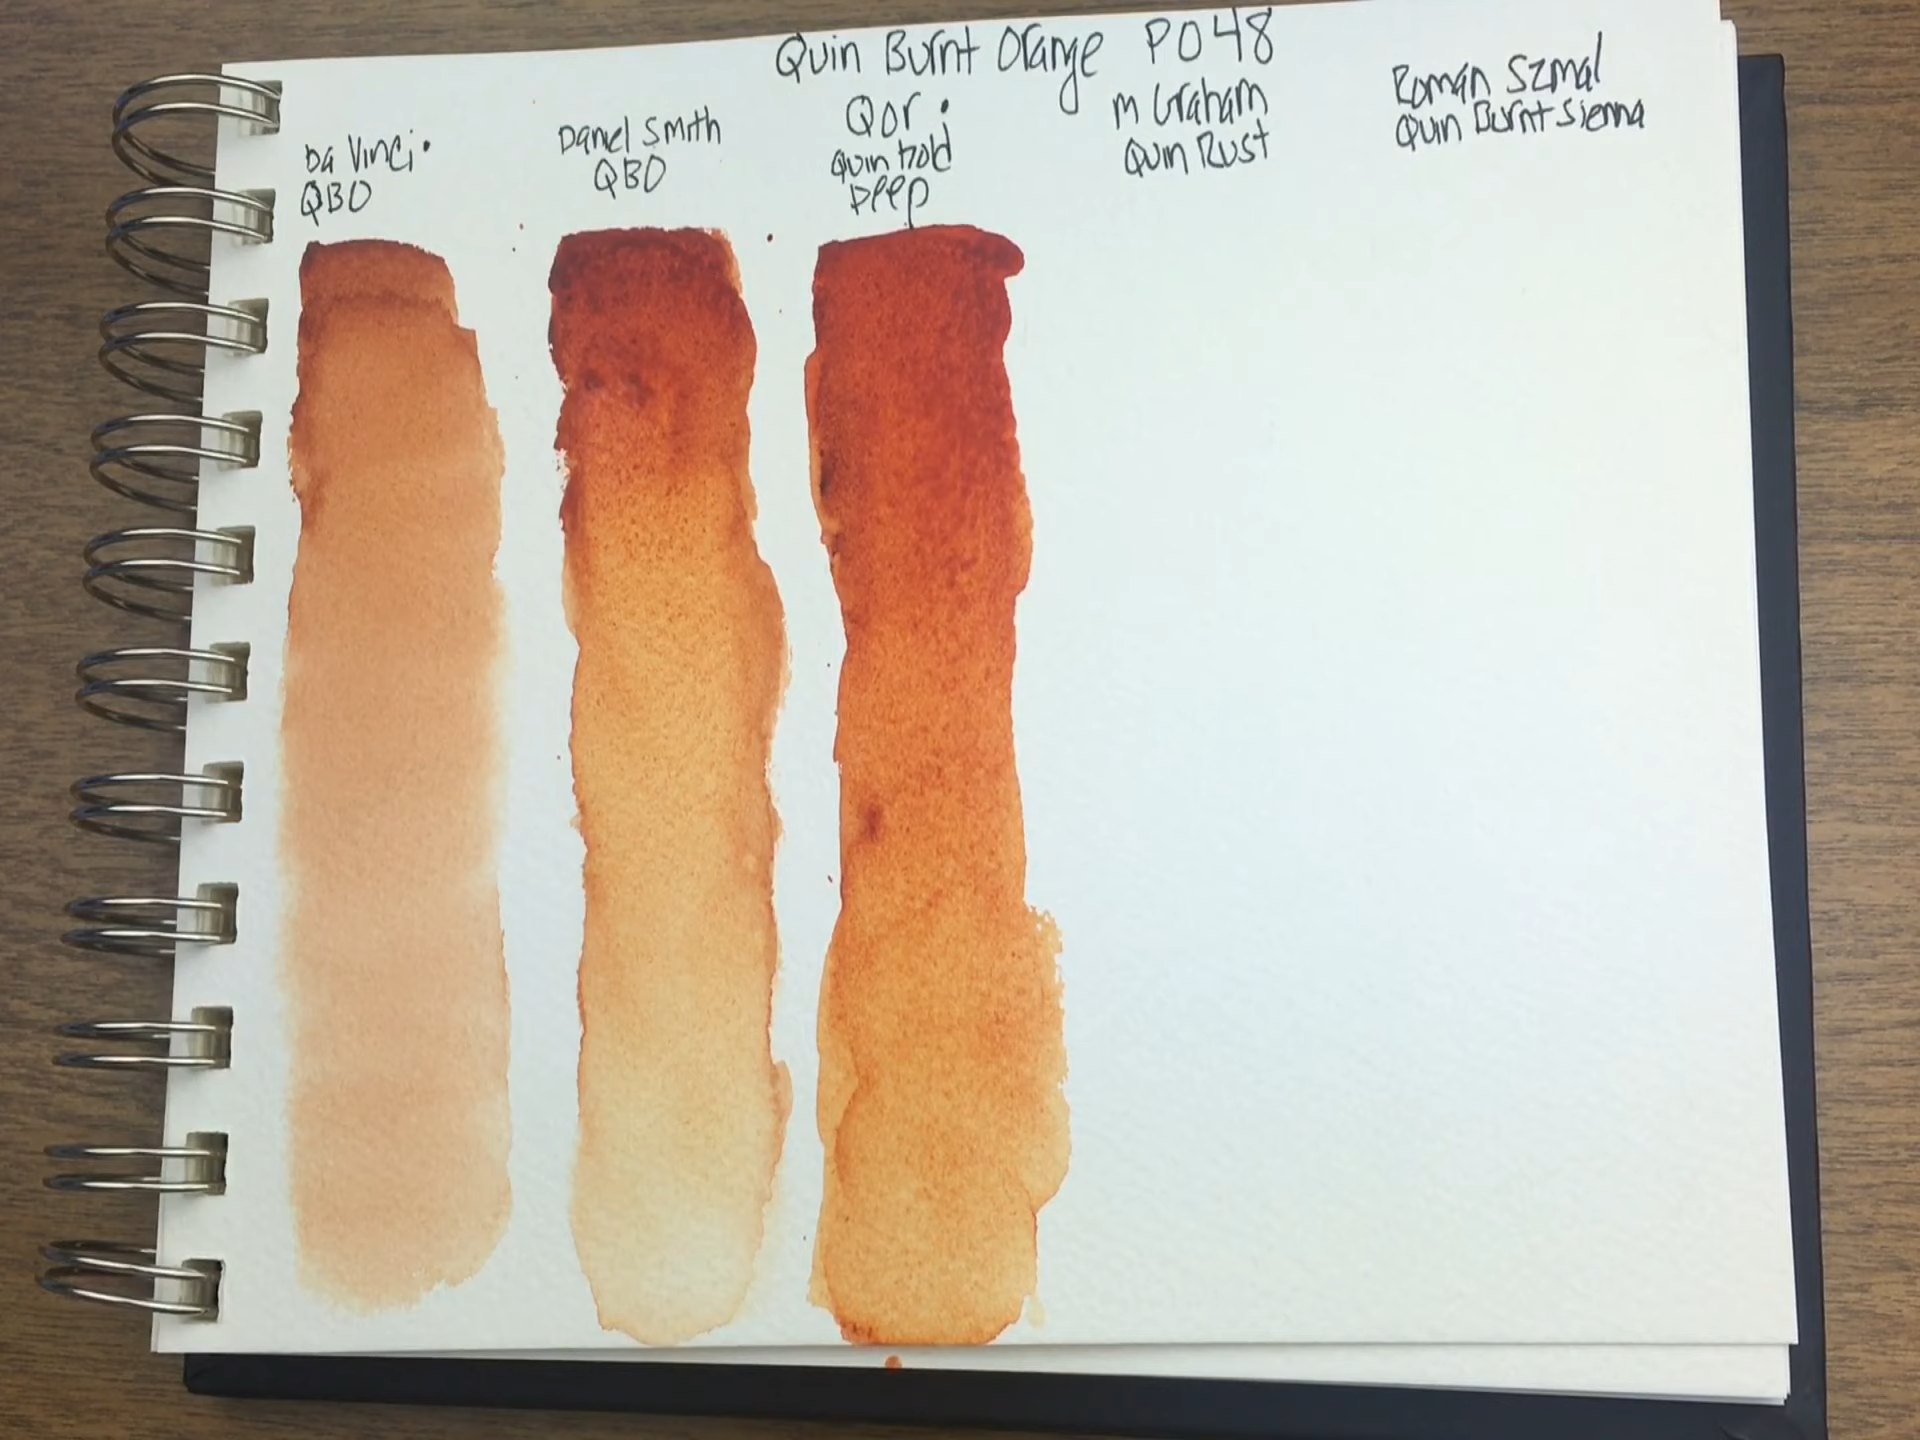 Quin Burnt Orange PO48
Da Vinci
QBO
Daniel Smith
QBO
Qor
Quin Gold
Deep
M Graham
Quin Rust
Roman Szmal
Quin Burnt Sienna